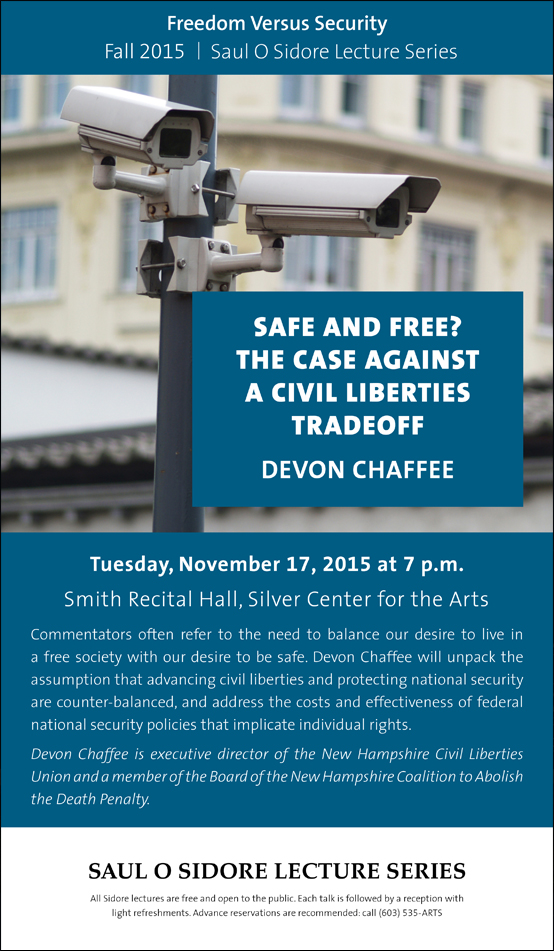 Freedom Versus Security
Fall 2015 | Saul O Sidore Lecture Series
SAFE AND FREE?
THE CASE AGAINST
A CIVIL LIBERTIES
TRADEOFF
DEVON CHAFFEE
Tuesday, November 17, 2015 at 7 p.m.
Smith Recital Hall, Silver Center for the Arts
Commentators often refer to the need to balance our desire to live in
a free society with our desire to be safe. Devon Chaffee will unpack the
assumption that advancing civil liberties and protecting national security
are counter-balanced, and address the costs and effectiveness of federal
national security policies that implicate individual rights.
Devon Chaffee is executive director of the New Hampshire Civil Liberties
Union and a member of the Board of the New Hampshire Coalition to Abolish
the Death Penalty.
SAUL O SIDORE LECTURE SERIES
All Sidore lectures are free and open to the public. Each talk is followed by a reception with
light refreshments. Advance reservations are recommended: call (603) 535-ARTS